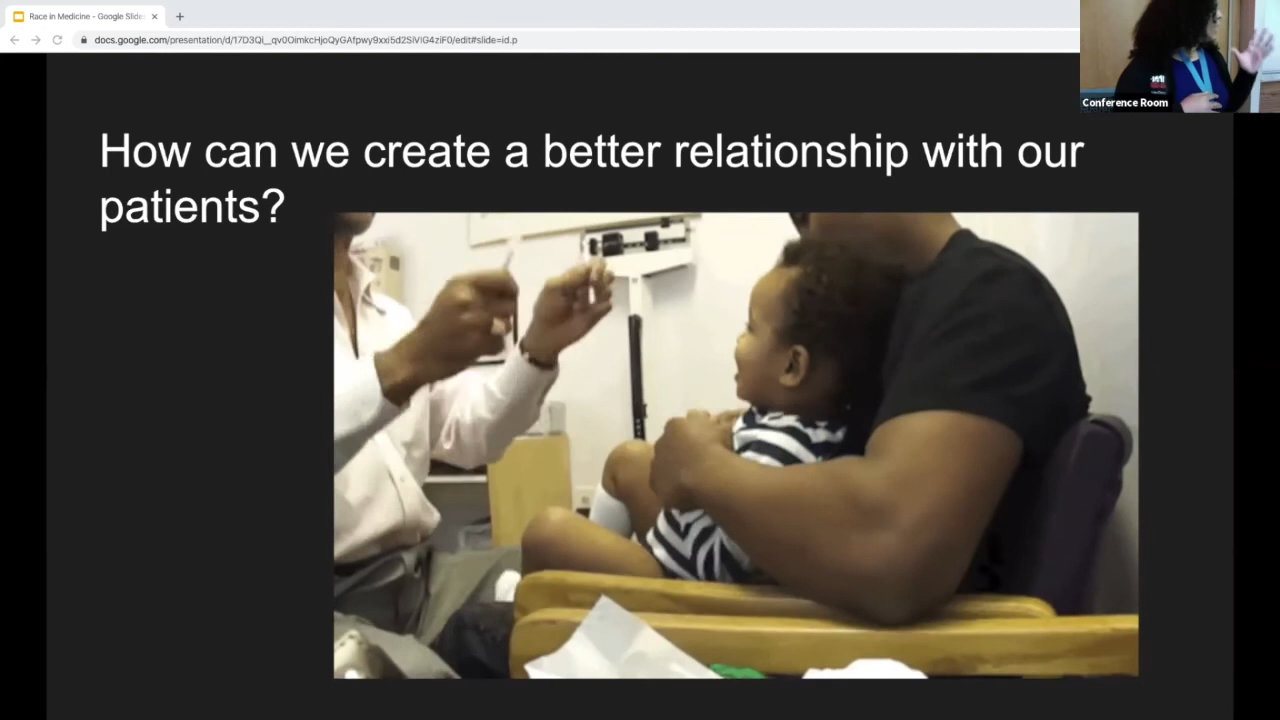 Race in Medicine - Google Slides
docs.google.com/presentation/d/17D3Qi__qv0OimkcHjoQyGAfpwy9xxi5d2SiVlG4ziF0/edit#slide=id.p
Conference Room
How can we create a better relationship with our
patients?